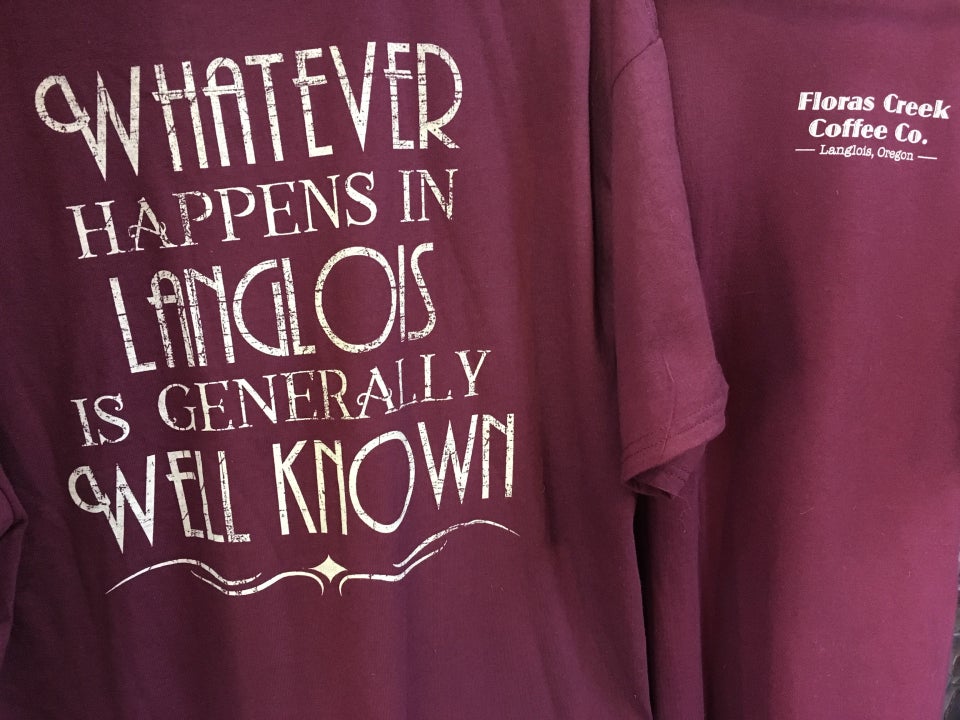 WHATEVER
HAPPENS IN
LANGLOIS
IS GENERALLY
WELL KNOWN
Floras Creek
Coffee Co.
Langlois, Oregon